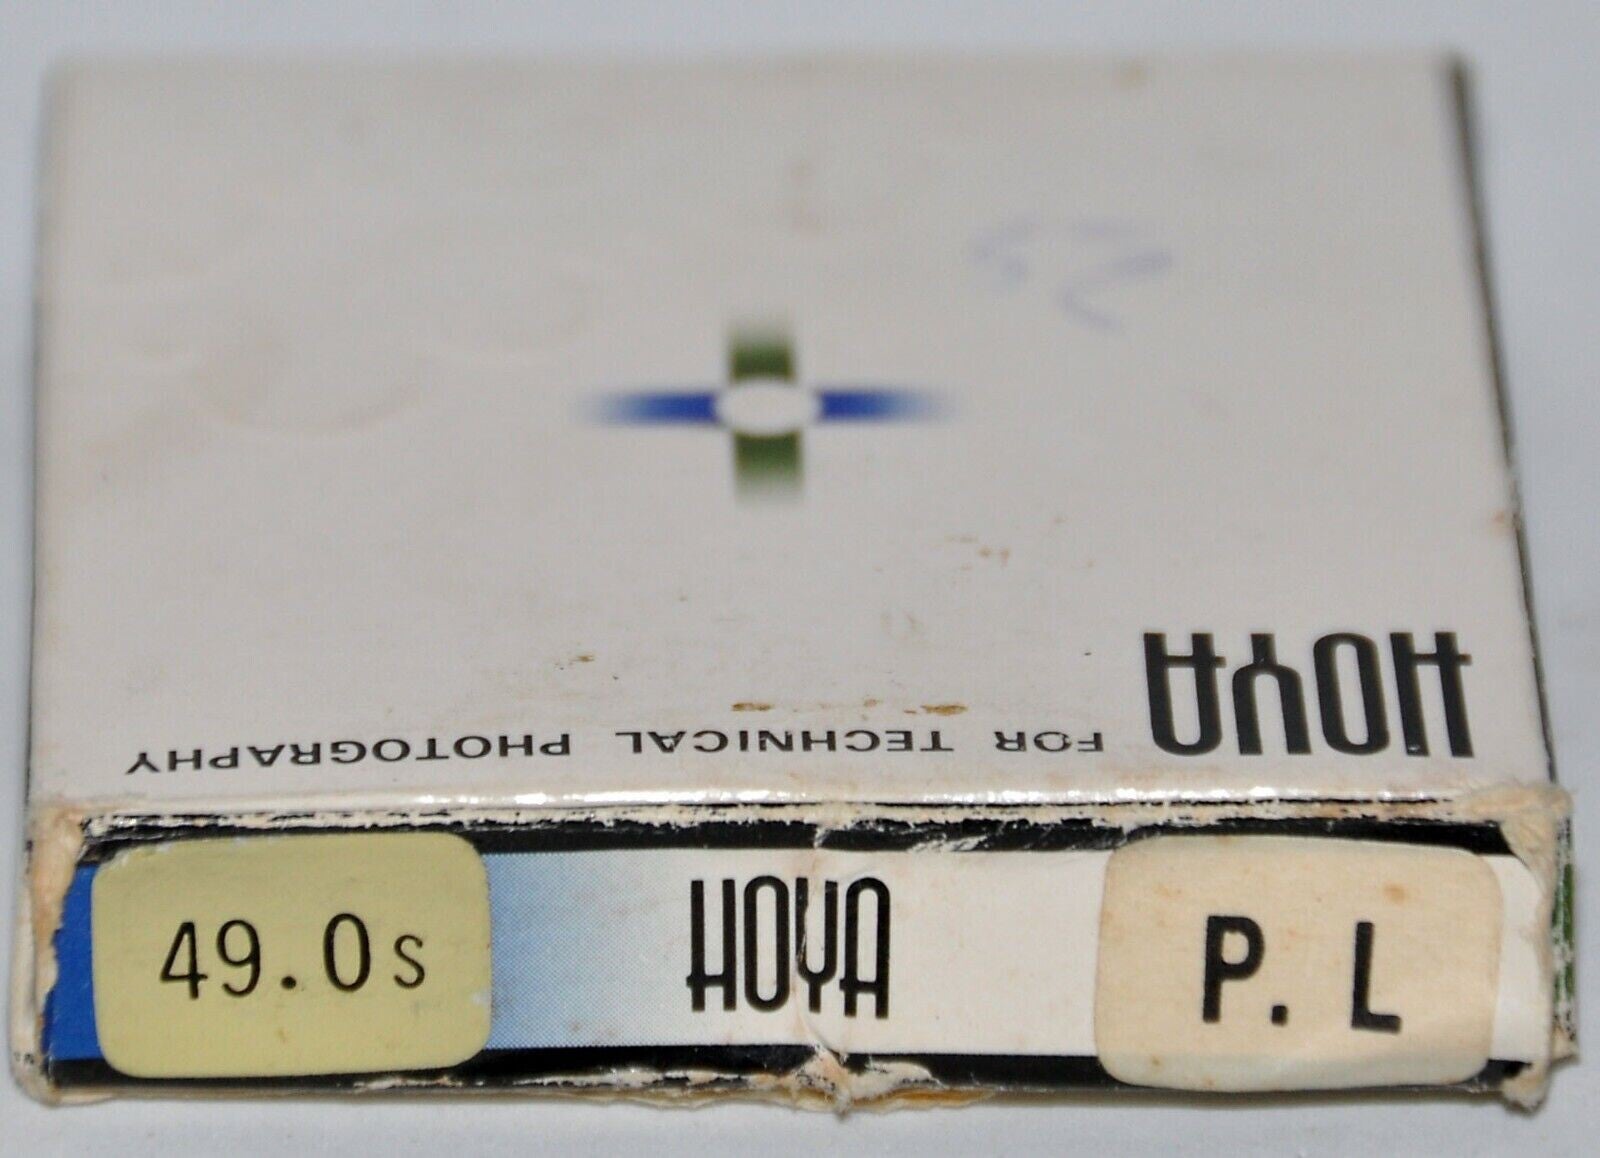 HOYA FOR TECHNICAL PHOTOGRAPHY
49.0s HOYA P.L